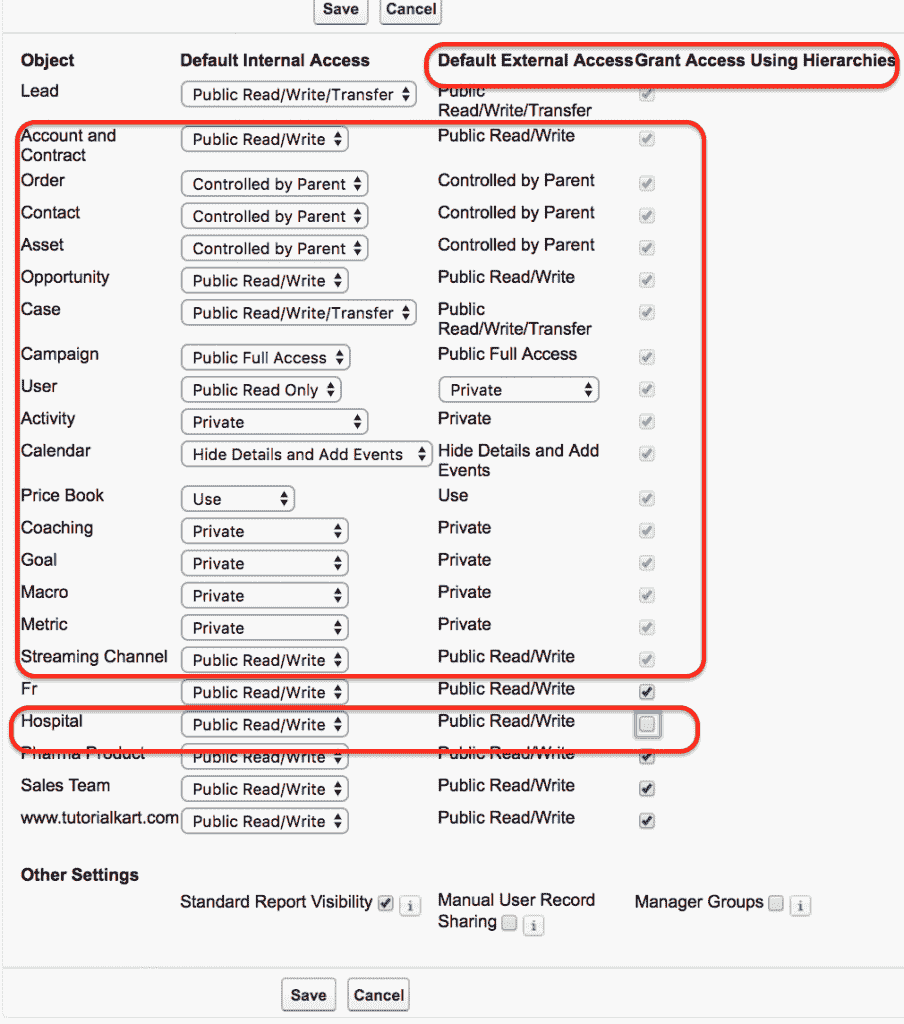 Save Cancel
Object Default Internal Access Default External Access Grant Access Using Hierarchies
Lead Public Read/Write/Transfer Public
Read/Write/Transfer
Account and Public Read/Write Public Read/Write
Contract
Order Controlled by Parent Controlled by Parent
Contact Controlled by Parent Controlled by Parent
Asset Controlled by Parent Controlled by Parent
Opportunity Public Read/Write Public Read/Write
Case Public Read/Write/Transfer Public
Read/Write/Transfer
Campaign Public Full Access Public Full Access
User Public Read Only Private
Activity Private Private
Calendar Hide Details and Add Events Hide Details and Add
Events
Price Book Use Use
Coaching Private Private
Goal Private Private
Macro Private Private
Metric Private Private
Streaming Channel Public Read/Write Public Read/Write
Fr Public Read/Write Public Read/Write
Hospital Public Read/Write Public Read/Write
Pharma Product Public Read/Write Public Read/Write
Sales Team Public Read/Write Public Read/Write
www.tutorialkart.com Public Read/Write Public Read/Write
Other Settings
Standard Report Visibility i Manual User Record Manager Groups i
Sharing i
Save Cancel